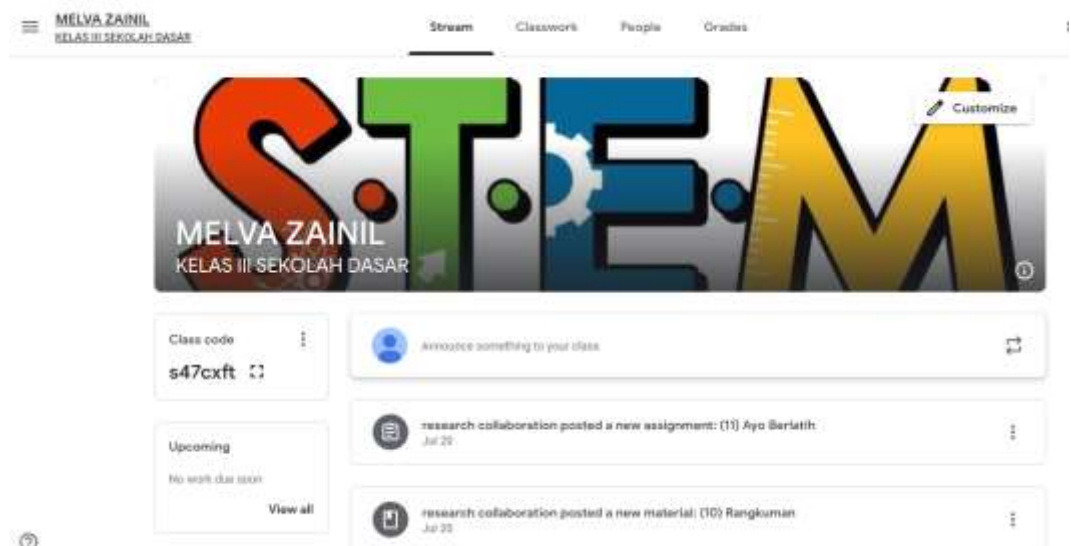 MELVA ZAINIL
KELAS III SEKOLAH DASAR
Stream Classwork People Grades
S.T.E.M
Customize
MELVA ZAINIL
KELAS III SEKOLAH DASAR
Class code
s47cxft
Announce something to your class
research collaboration posted a new assignment: (11) Ayo Berlatih
Jul 20
Upcoming
No work due soon
View all
research collaboration posted a new material: (10) Rangkuman
Jul 20